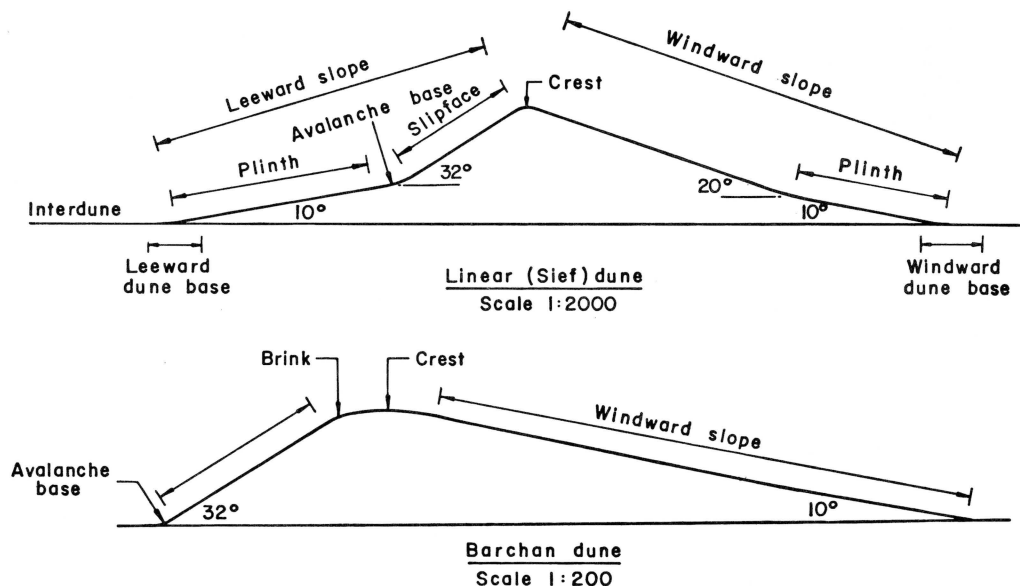 Leeward slope
Windward slope
Crest
Avalanche base
Slipface
Plinth
32°
20°
Plinth
Interdune
10°
10°
Leeward
dune base
Linear (Sief) dune
Scale 1:2000
Windward
dune base
Brink
Crest
Windward slope
Avalanche
base
32°
10°
Barchan dune
Scale 1:200